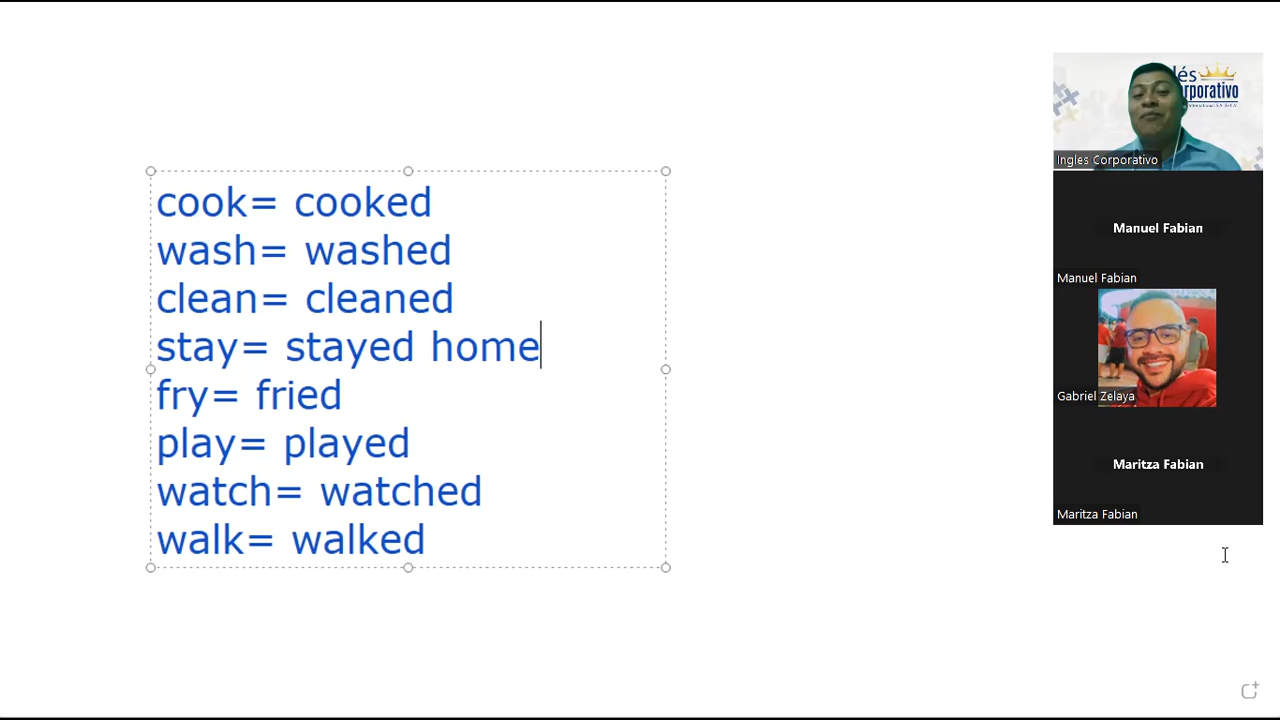 cook= cooked
wash= washed
clean= cleaned
stay= stayed home
fry= fried
play= played
watch= watched
walk= walked
Ingles Corporativo
Manuel Fabian
Manuel Fabian
Gabriel Zelaya
Maritza Fabian
Maritza Fabian